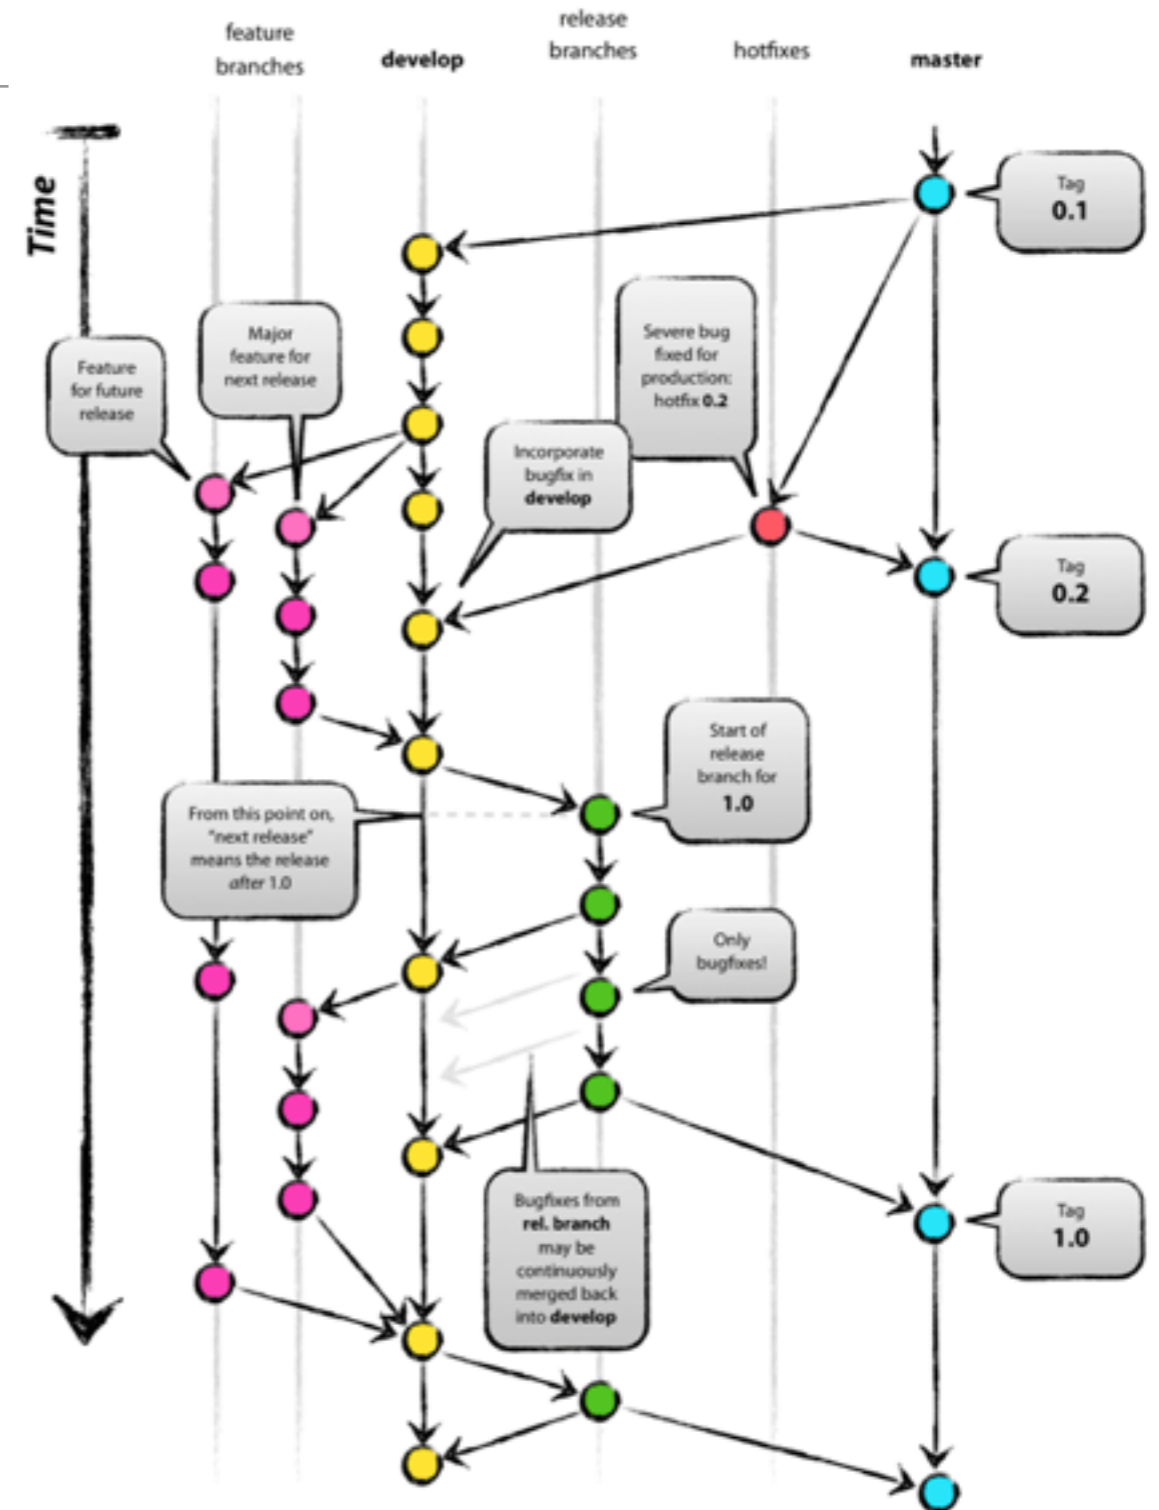 feature
branches
develop
release
branches
hotfixes
master
Time
Tag
0.1
Severe bug
fixed for
production:
hotfix 0.2
Major
feature for
next release
Feature
for future
release
Incorporate
bugfix in
develop
Tag
0.2
Start of
release
branch for
1.0
From this point on,
“next release”
means the release
after 1.0
Only
bugfixes!
Tag
1.0
Bugfixes from
rel. branch
may be
continuously
merged back
into develop